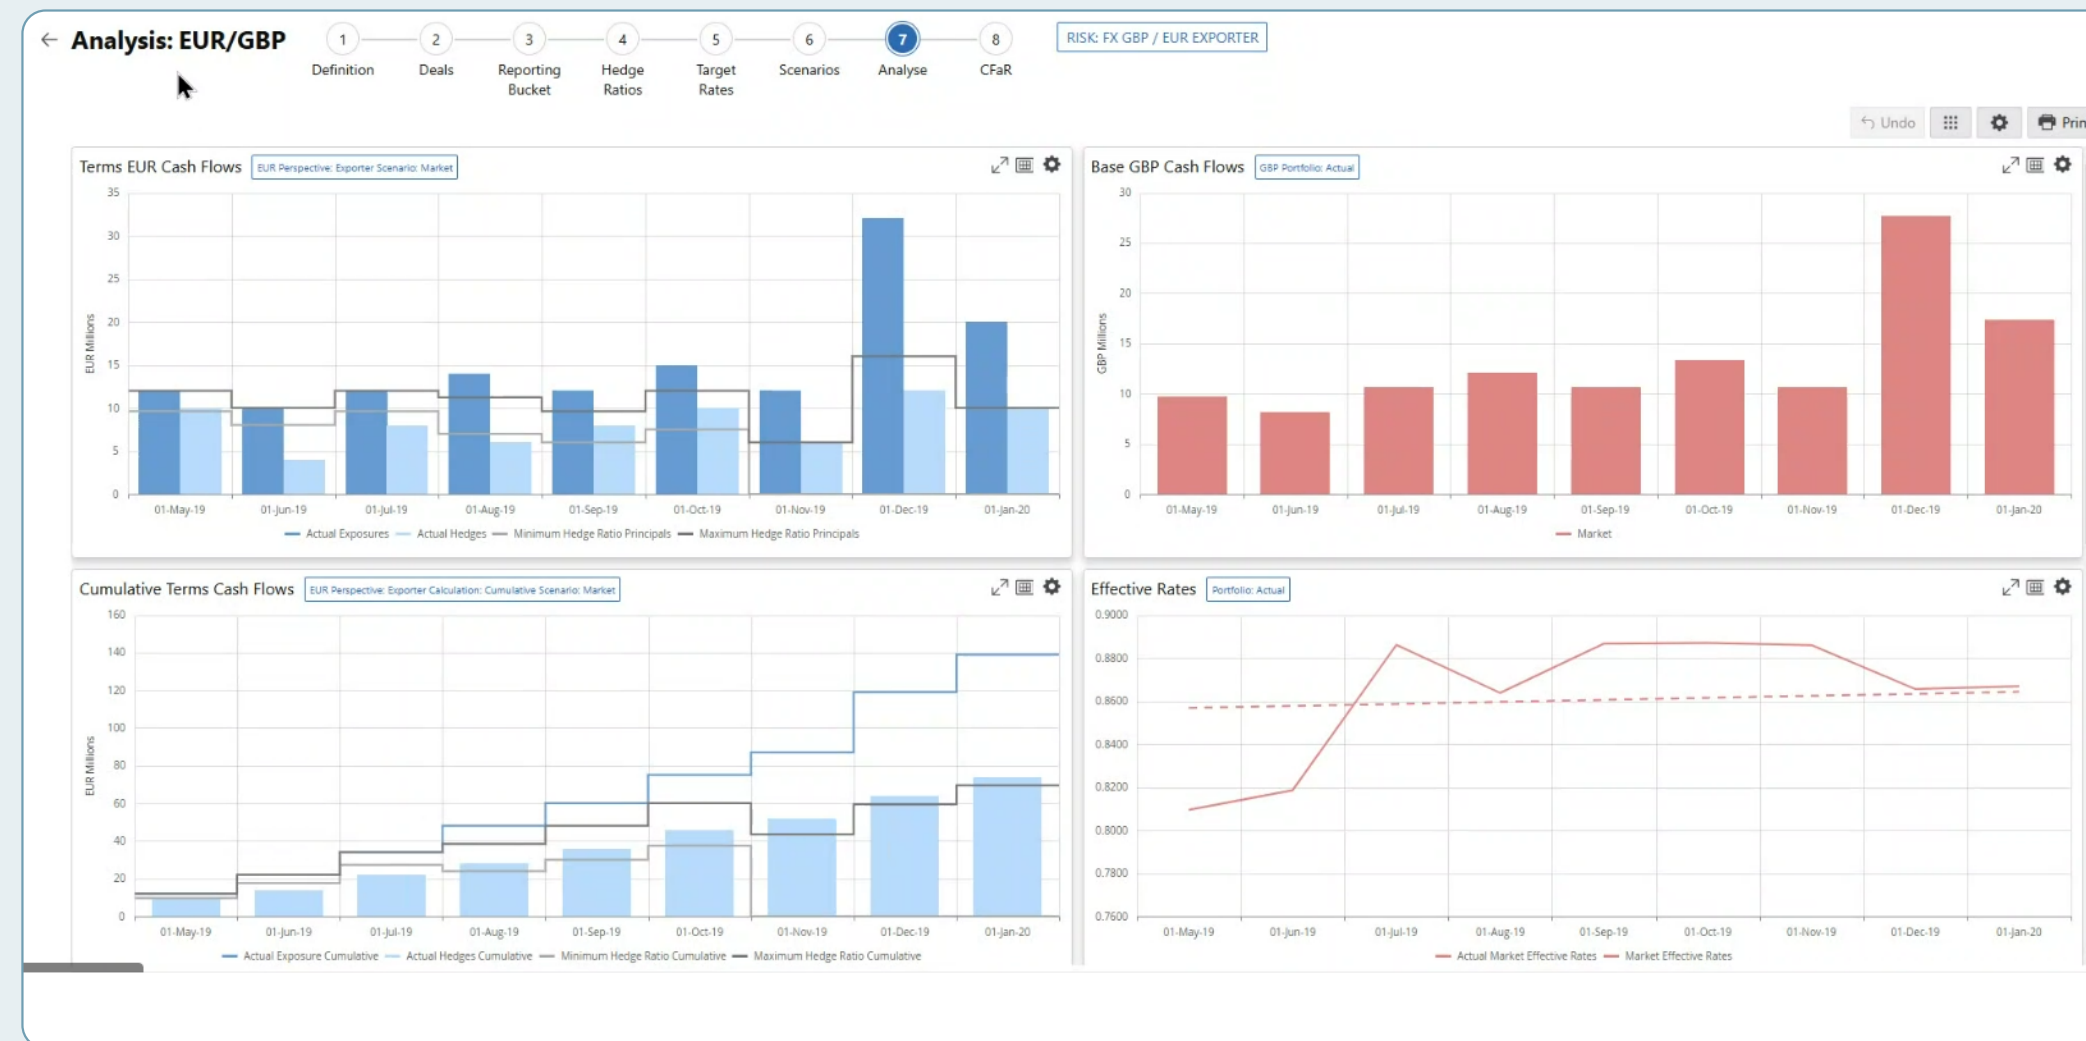 Analysis: EUR/GBP
1 2 3 4 5 6 7 8
Definition Deals Reporting Bucket Hedge Ratios Target Rates Scenarios Analyse CFaR
RISK: FX GBP / EUR EXPORTER
Undo
Prin
Terms EUR Cash Flows
EUR Perspective: Exporter Scenario: Market
EUR Millions
35
30
25
20
15
10
5
0
01-May-19 01-Jun-19 01-Jul-19 01-Aug-19 01-Sep-19 01-Oct-19 01-Nov-19 01-Dec-19 01-Jan-20
Actual Exposures Actual Hedges Minimum Hedge Ratio Principals Maximum Hedge Ratio Principals
Base GBP Cash Flows
GBP Portfolio: Actual
GBP Millions
30
25
20
15
10
5
0
01-May-19 01-Jun-19 01-Jul-19 01-Aug-19 01-Sep-19 01-Oct-19 01-Nov-19 01-Dec-19 01-Jan-20
Market
Cumulative Terms Cash Flows
EUR Perspective: Exporter Calculation: Cumulative Scenario: Market
EUR Millions
160
140
120
100
80
60
40
20
0
01-May-19 01-Jun-19 01-Jul-19 01-Aug-19 01-Sep-19 01-Oct-19 01-Nov-19 01-Dec-19 01-Jan-20
Actual Exposure Cumulative Actual Hedges Cumulative Minimum Hedge Ratio Cumulative Maximum Hedge Ratio Cumulative
Effective Rates
Portfolio: Actual
0.9000
0.8800
0.8600
0.8400
0.8200
0.8000
0.7800
0.7600
01-May-19 01-Jun-19 01-Jul-19 01-Aug-19 01-Sep-19 01-Oct-19 01-Nov-19 01-Dec-19 01-Jan-20
Actual Market Effective Rates Market Effective Rates